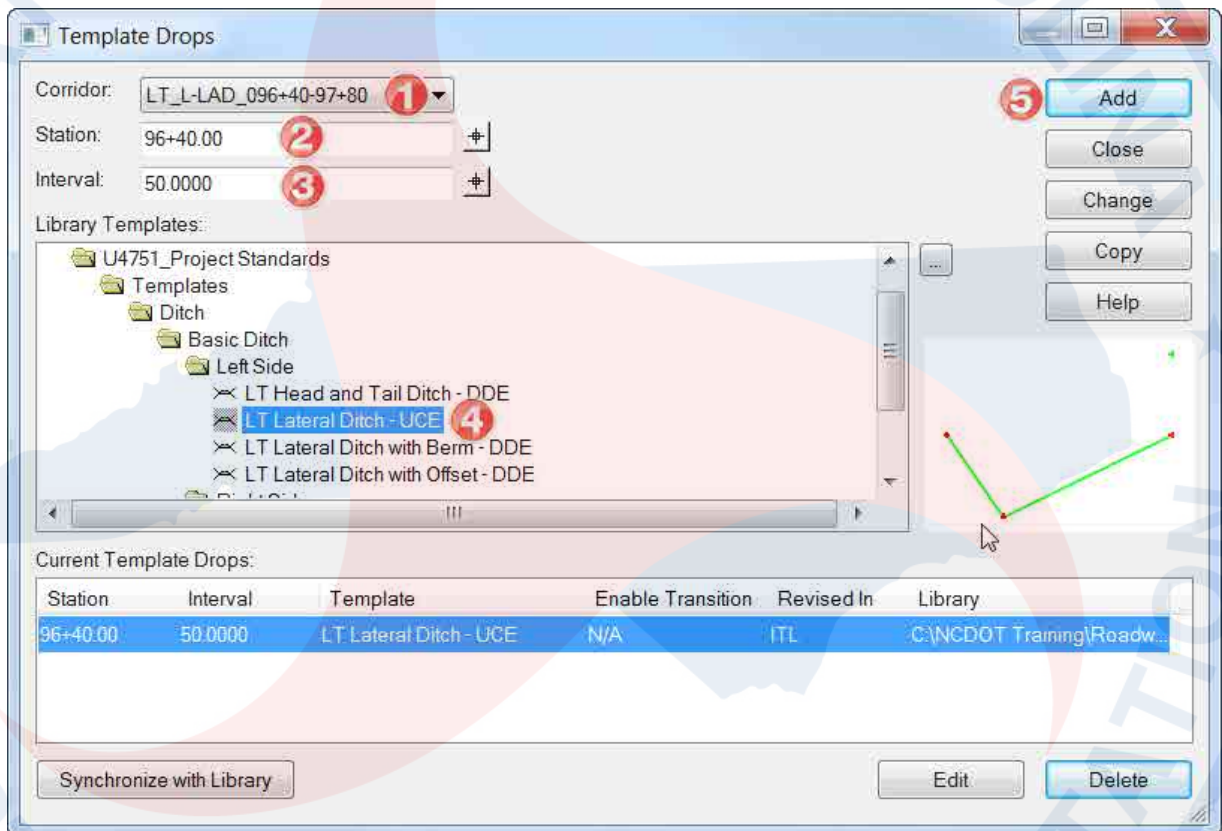 Template Drops
X
Corridor: LT_L-LAD_096+40-97+80 1
5 Add
Station: 96+40.00 2
Close
Interval: 50.0000 3
Change
Library Templates:
Copy
Help
U4751_Project Standards
...
Templates
Ditch
Basic Ditch
Left Side
LT Head and Tail Ditch - DDE
LT Lateral Ditch - UCE 4
LT Lateral Ditch with Berm - DDE
LT Lateral Ditch with Offset - DDE
Current Template Drops:
Station Interval Template Enable Transition Revised In Library
96+40.00 50.0000 LT Lateral Ditch - UCE N/A ITL C:\NCDOT Training\Roadw...
Synchronize with Library
Edit
Delete